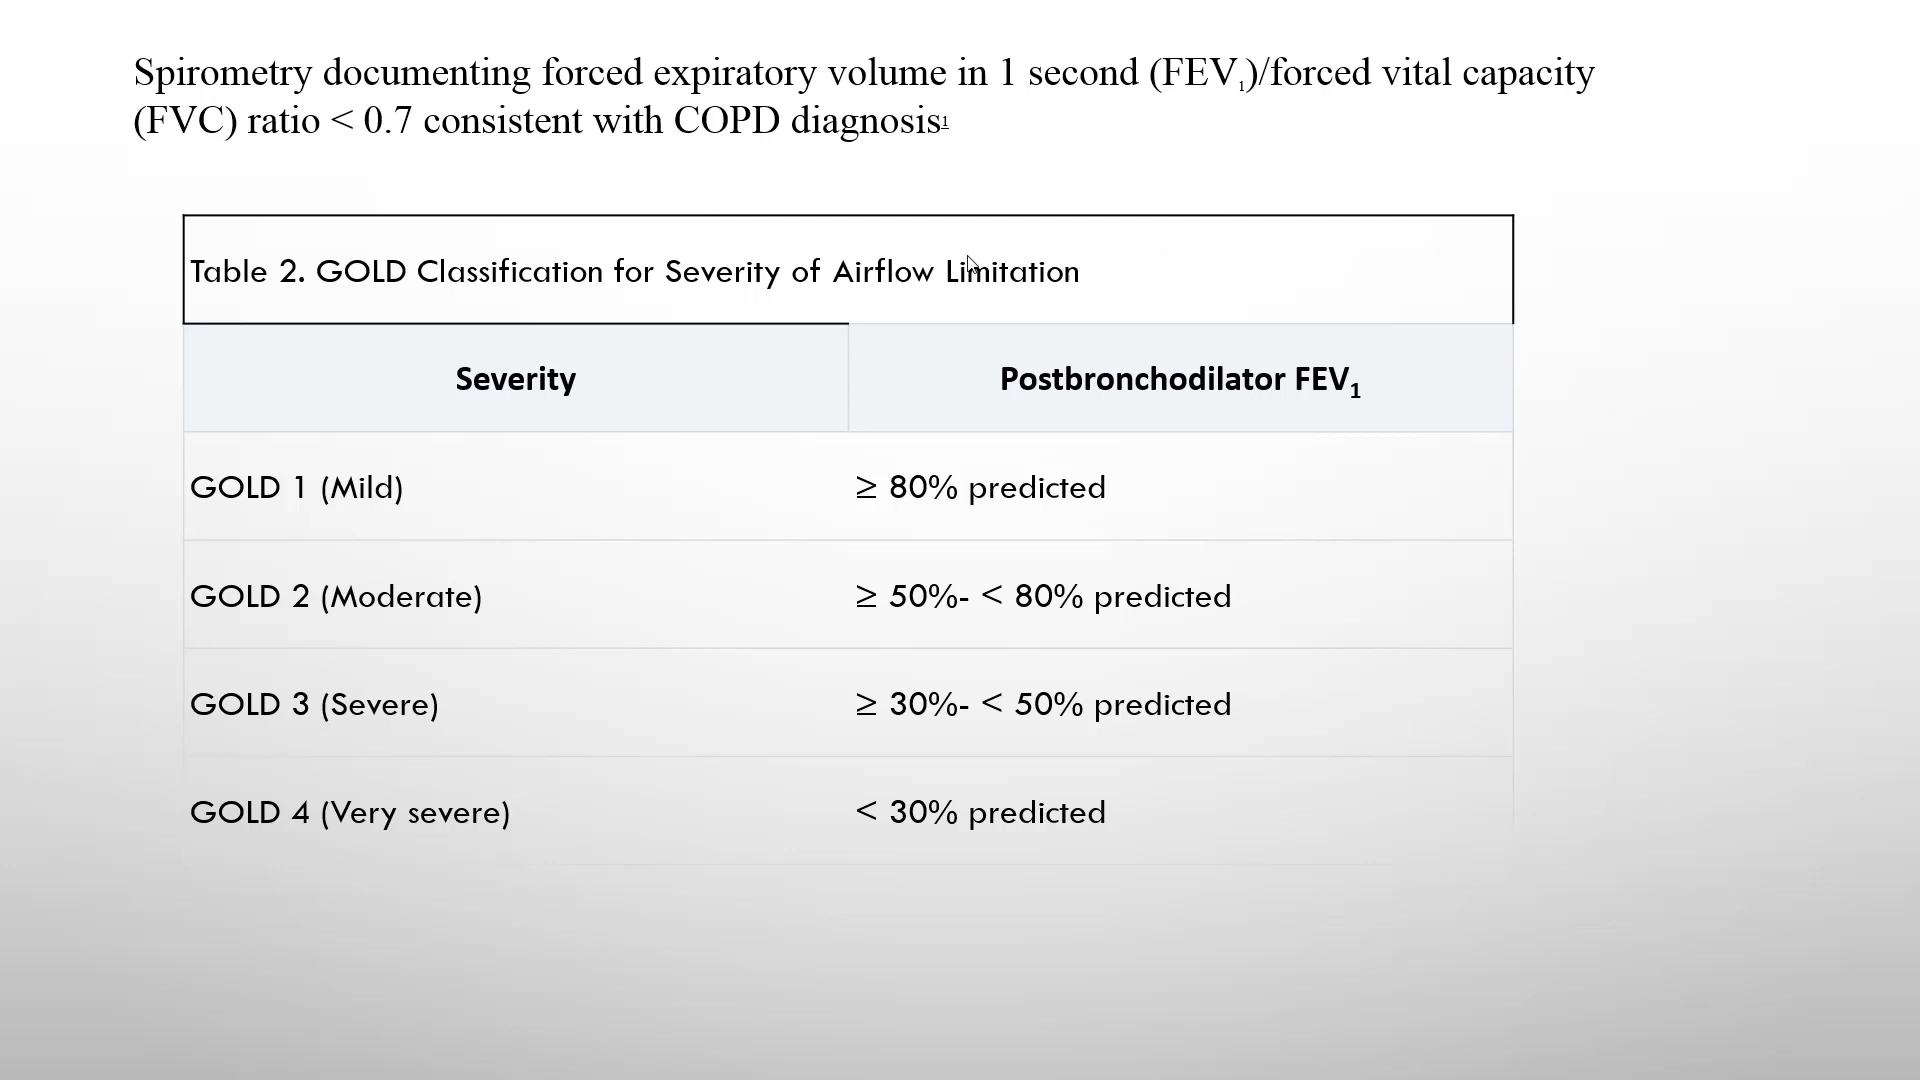 Spirometry documenting forced expiratory volume in 1 second (FEV₁)/forced vital capacity
(FVC) ratio < 0.7 consistent with COPD diagnosis¹
Table 2. GOLD Classification for Severity of Airflow Limitation
Severity Postbronchodilator FEV₁
GOLD 1 (Mild) ≥ 80% predicted
GOLD 2 (Moderate) ≥ 50%- < 80% predicted
GOLD 3 (Severe) ≥ 30%- < 50% predicted
GOLD 4 (Very severe) < 30% predicted